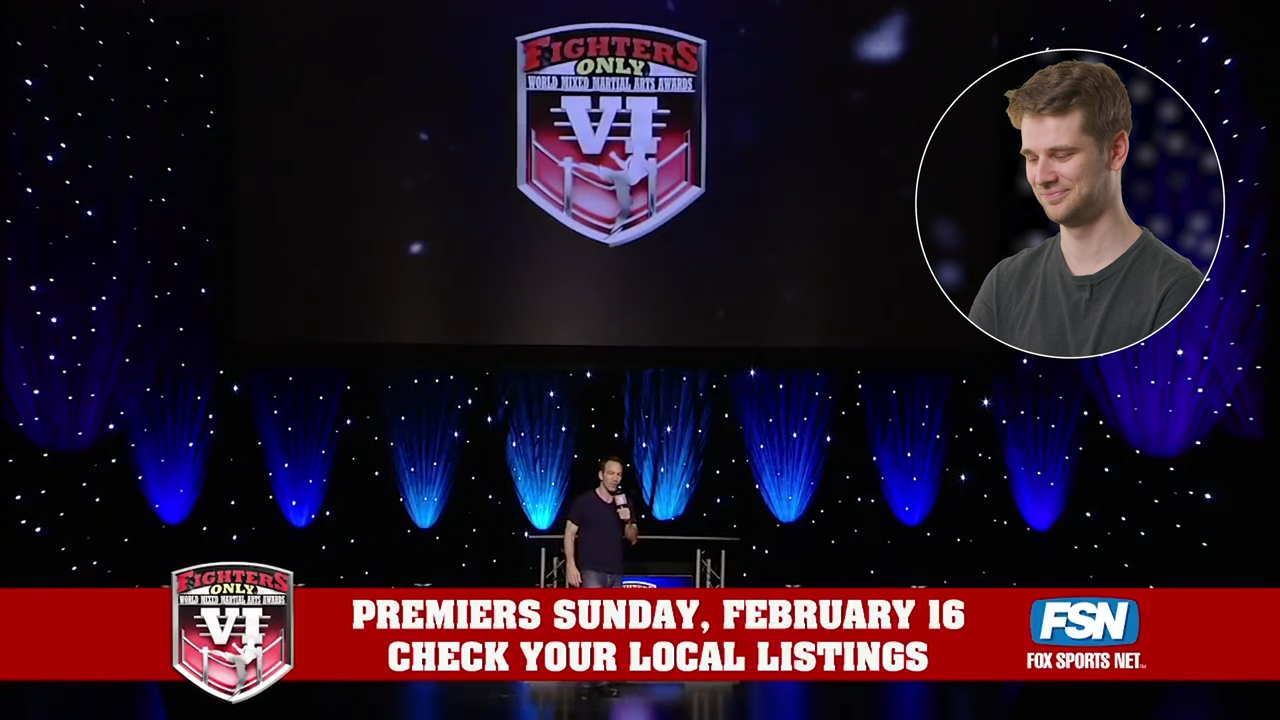 FIGHTERS
ONLY
WORLD MIXED MARTIAL ARTS AWARDS
VI
FIGHTERS
ONLY
WORLD MIXED MARTIAL ARTS AWARDS
VI
PREMIERS SUNDAY, FEBRUARY 16
CHECK YOUR LOCAL LISTINGS
FSN
FOX SPORTS NET